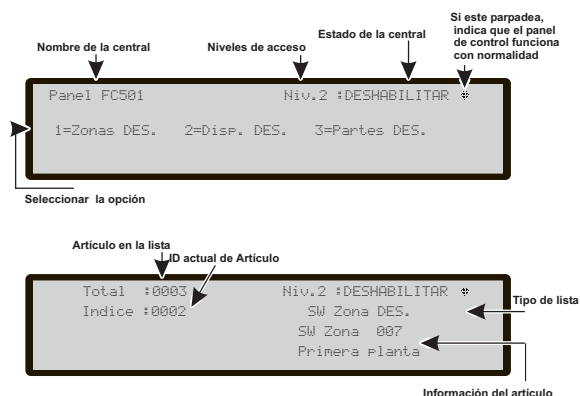 Si este parpadea,
indica que el panel
de control funciona
con normalidad
Nombre de la central
Niveles de acceso
Estado de la central
Panel FC501 Niv.2 :DESHABILITAR
1=Zonas DES. 2=Disp. DES. 3=Partes DES.
Seleccionar la opción
Artículo en la lista
ID actual de Artículo
Total :0003 Niv.2 :DESHABILITAR
Indice :0002 SW Zona DES.
Tipo de lista
SW Zona 007
Primera planta
Información del artículo